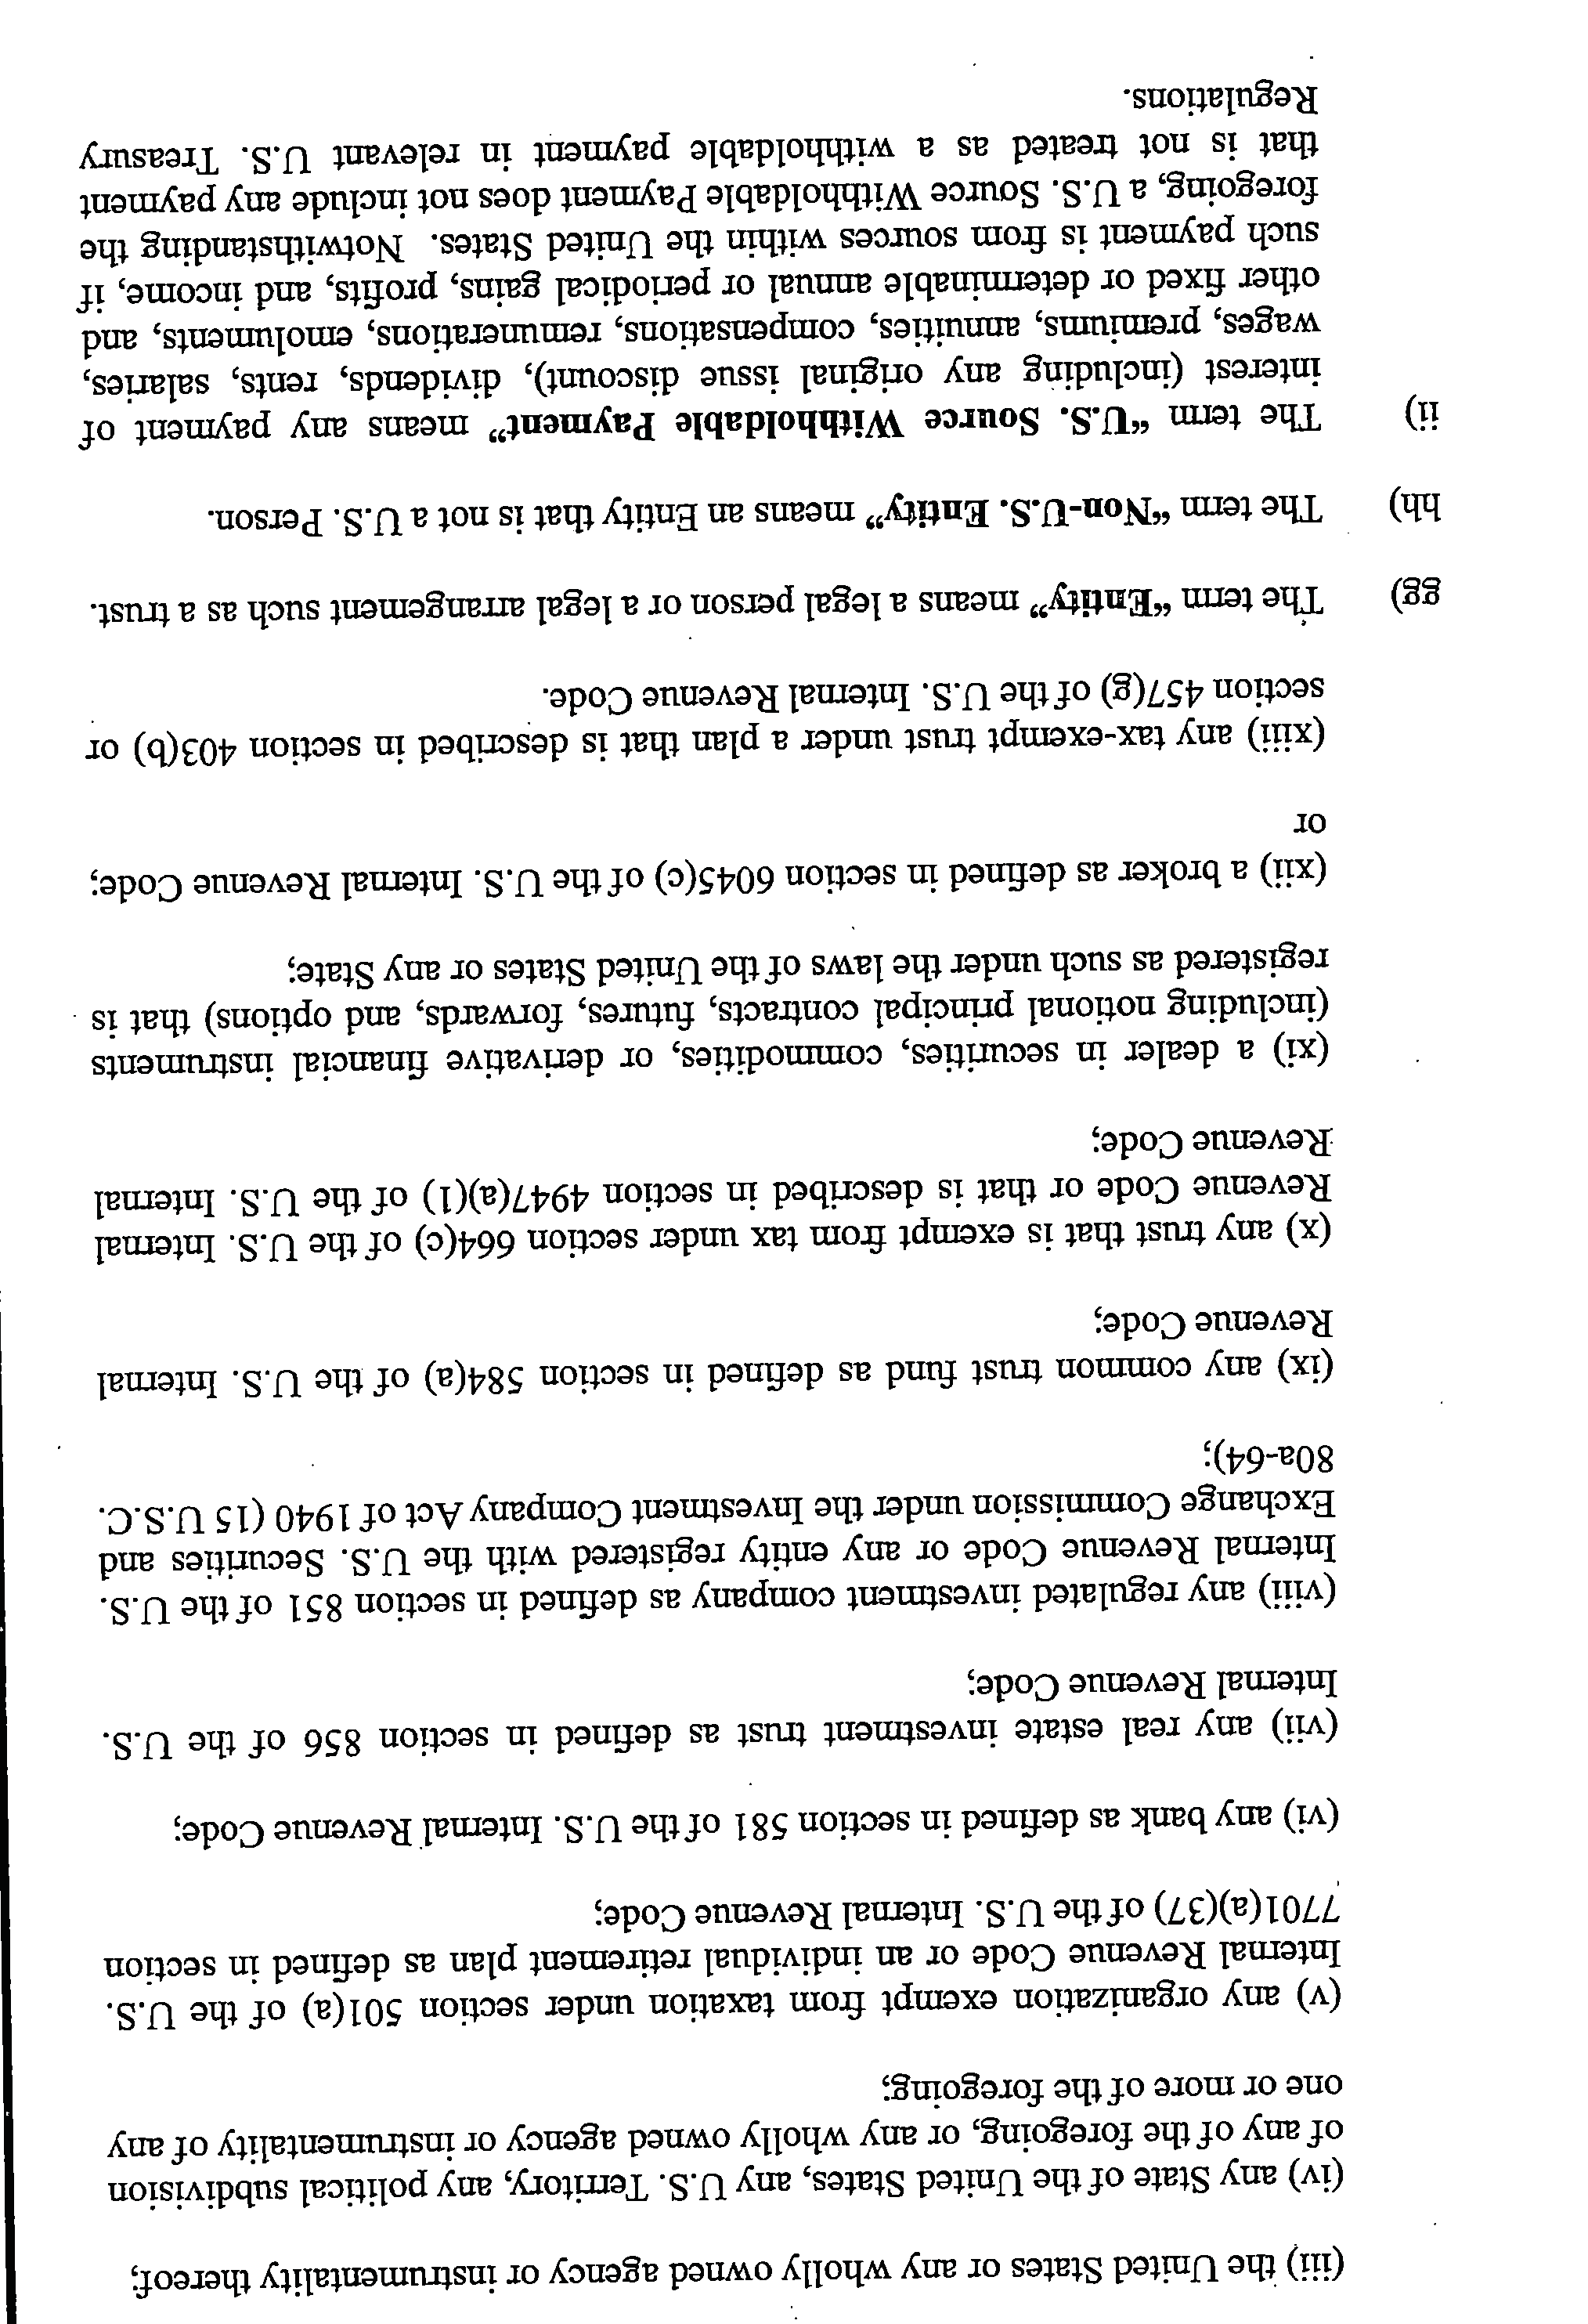 (iii) the United States or any wholly owned agency or instrumentality thereof;
(iv) any State of the United States, any U.S. Territory, any political subdivision
of any of the foregoing, or any wholly owned agency or instrumentality of any
one or more of the foregoing;
(v) any organization exempt from taxation under section 501(a) of the U.S.
Internal Revenue Code or an individual retirement plan as defined in section
7701(a)(37) of the U.S. Internal Revenue Code;
(vi) any bank as defined in section 581 of the U.S. Internal Revenue Code;
(vii) any real estate investment trust as defined in section 856 of the U.S.
Internal Revenue Code;
(viii) any regulated investment company as defined in section 851 of the U.S.
Internal Revenue Code or any entity registered with the U.S. Securities and
Exchange Commission under the Investment Company Act of 1940 (15 U.S.C.
80a-64);
(ix) any common trust fund as defined in section 584(a) of the U.S. Internal
Revenue Code;
(x) any trust that is exempt from tax under section 664(c) of the U.S. Internal
Revenue Code or that is described in section 4947(a)(1) of the U.S. Internal
Revenue Code;
(xi) a dealer in securities, commodities, or derivative financial instruments
(including notional principal contracts, futures, forwards, and options) that is
registered as such under the laws of the United States or any State;
(xii) a broker as defined in section 6045(c) of the U.S. Internal Revenue Code;
or
(xiii) any tax-exempt trust under a plan that is described in section 403(b) or
section 457(g) of the U.S. Internal Revenue Code.
gg) The term “Entity” means a legal person or a legal arrangement such as a trust.
hh) The term “Non-U.S. Entity” means an Entity that is not a U.S. Person.
ii) The term “U.S. Source Withholdable Payment” means any payment of
interest (including any original issue discount), dividends, rents, salaries,
wages, premiums, annuities, compensations, remunerations, emoluments, and
other fixed or determinable annual or periodical gains, profits, and income, if
such payment is from sources within the United States. Notwithstanding the
foregoing, a U.S. Source Withholdable Payment does not include any payment
that is not treated as a withholdable payment in relevant U.S. Treasury
Regulations.